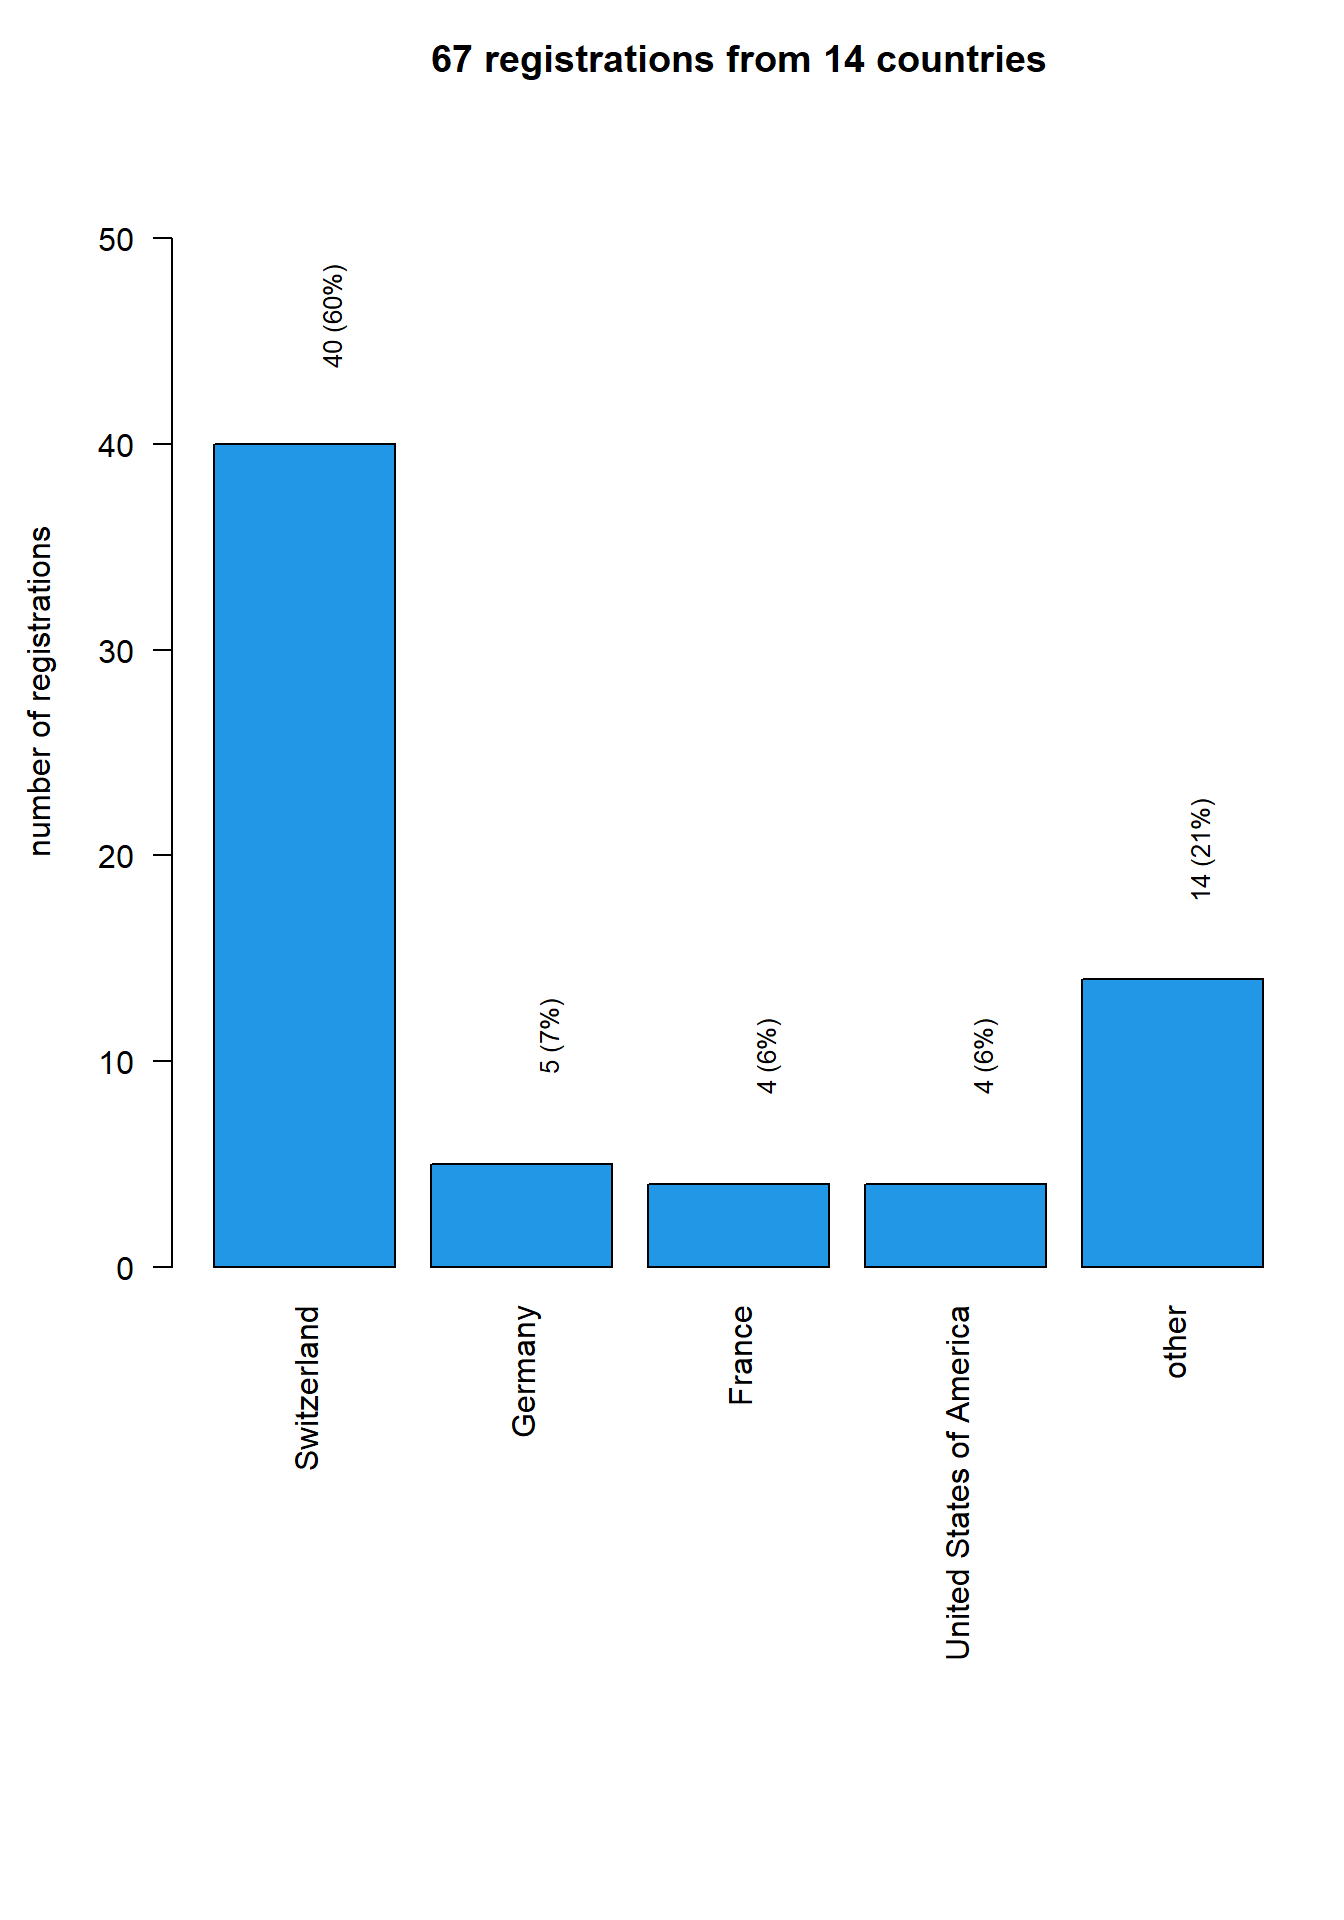 67 registrations from 14 countries
number of registrations
50
40
30
20
10
0
40 (60%)
5 (7%)
4 (6%)
4 (6%)
14 (21%)
Switzerland
Germany
France
United States of America
other